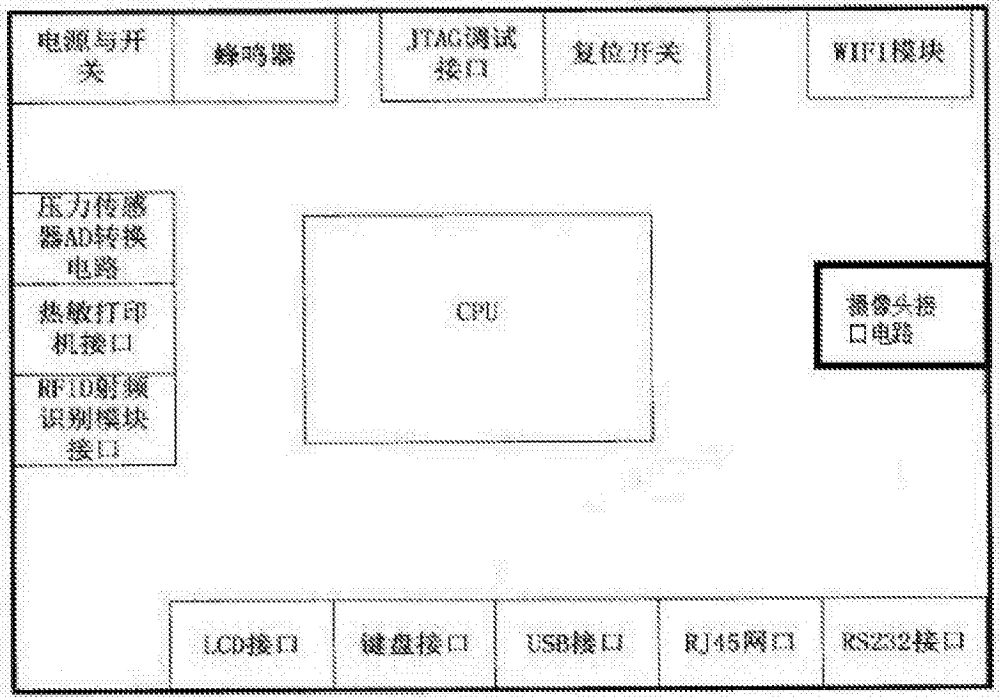 电源与开
关
蜂鸣器
JTAG调试
接口
复位开关
WIFI模块
压力传感
器AD转换
电路
热敏打印
机接口
RFID射频
识别模块
接口
CPU
摄像头接
口电路
LCD接口
键盘接口
USB接口
RJ45网口
RS232接口